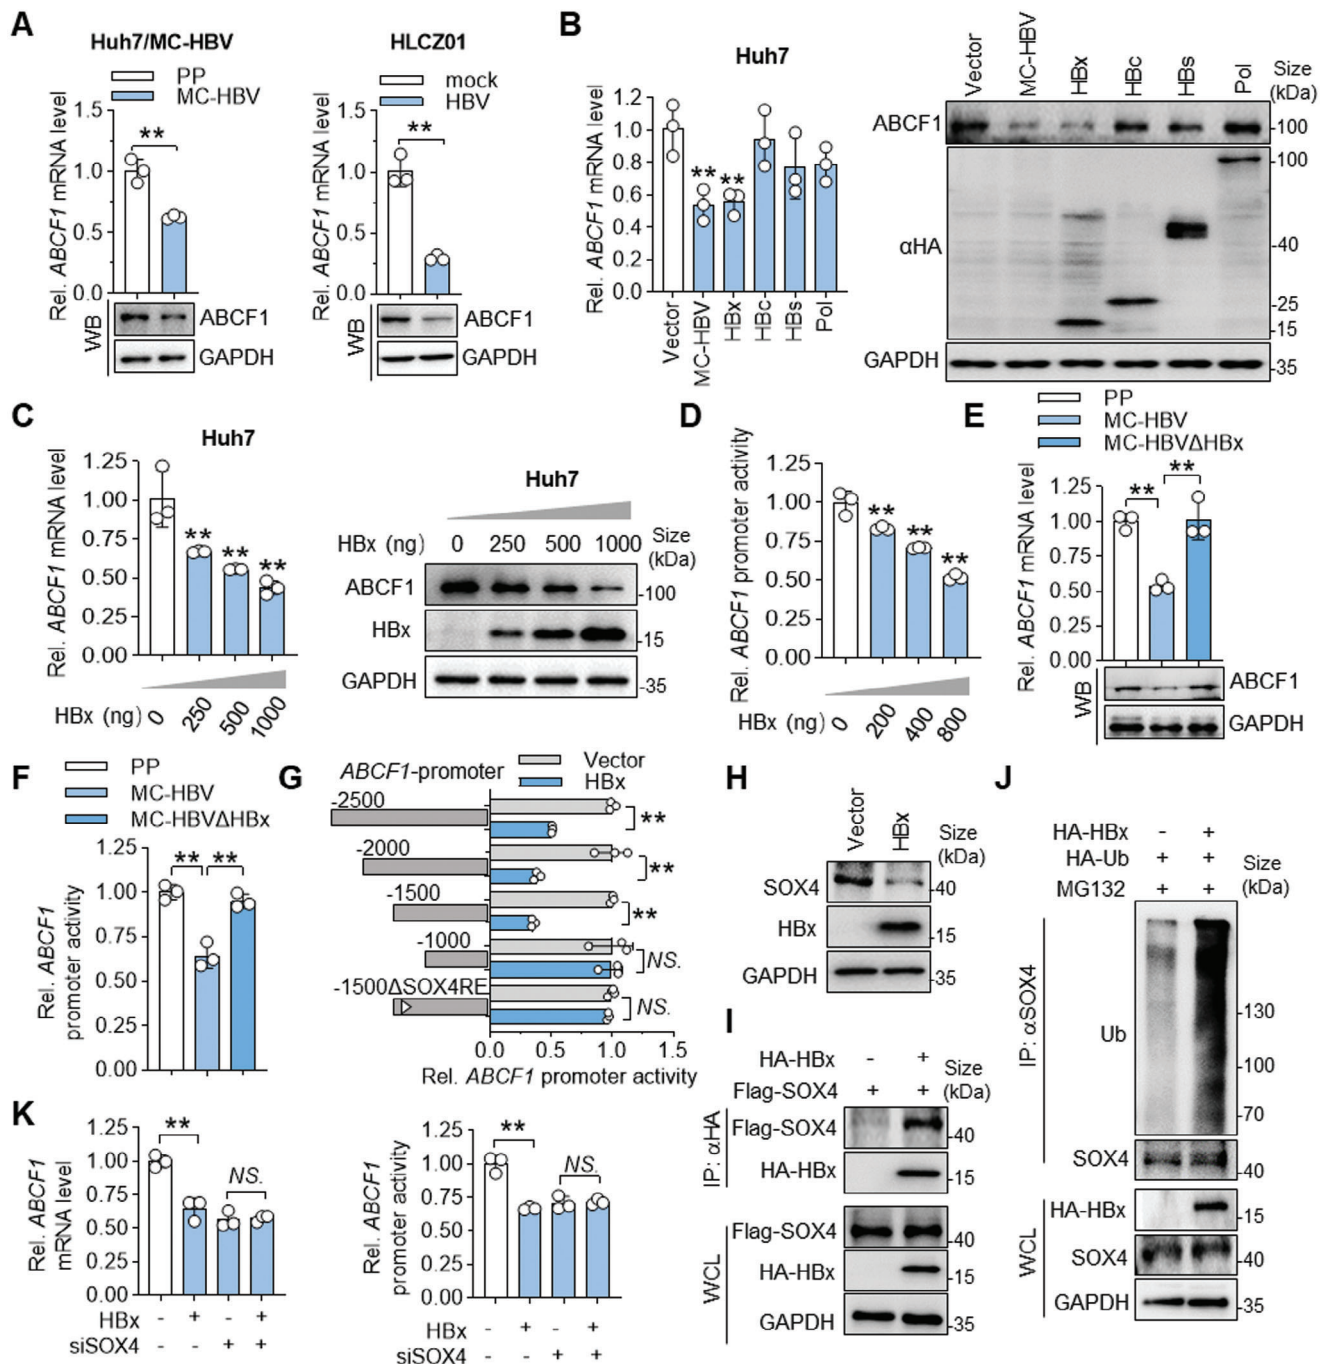 A
Huh7/MC-HBV
PP
MC-HBV
Rel. ABCF1 mRNA level
1.5
1.0
0.5
0.0
**
WB
ABCF1
GAPDH
HLCZ01
mock
HBV
Rel. ABCF1 mRNA level
1.5
1.0
0.5
0.0
**
WB
ABCF1
GAPDH
B
Huh7
Rel. ABCF1 mRNA level
1.2
1.0
0.8
0.6
0.4
0.2
0.0
** **
Vector
MC-HBV
HBx
HBc
HBs
Pol
Vector
MC-HBV
HBx
HBc
HBs
Pol
Size
(kDa)
ABCF1
-100
-100
αHA
-40
-25
-15
GAPDH
-35
C
Huh7
Rel. ABCF1 mRNA level
1.25
1.00
0.75
0.50
0.25
0.00
** ** **
HBx (ng)
0
250
500
1000
Huh7
HBx (ng) 0 250 500 1000
Size
(kDa)
ABCF1
-100
HBx
-15
GAPDH
-35
D
Rel. ABCF1 promoter activity
1.25
1.00
0.75
0.50
0.25
0.00
** ** **
HBx (ng)
0
200
400
800
E
PP
MC-HBV
MC-HBVΔHBx
Rel. ABCF1 mRNA level
1.25
1.00
0.75
0.50
0.25
0.00
** **
WB
ABCF1
GAPDH
F
PP
MC-HBV
MC-HBVΔHBx
Rel. ABCF1
promoter activity
1.25
1.00
0.75
0.50
0.25
0.00
** **
G
ABCF1-promoter
Vector
HBx
-2500
**
-2000
**
-1500
**
-1000
NS.
-1500ΔSOX4RE
NS.
0.0 0.5 1.0 1.5
Rel. ABCF1 promoter activity
H
Vector
HBx
Size
(kDa)
SOX4
-40
HBx
-15
GAPDH
-35
I
HA-HBx - +
Flag-SOX4 + +
Size
(kDa)
IP: αHA
Flag-SOX4
-40
HA-HBx
-15
WCL
Flag-SOX4
-40
HA-HBx
-15
GAPDH
-35
J
HA-HBx - +
HA-Ub + +
MG132 + +
Size
(kDa)
IP: αSOX4
Ub
-130
-100
-70
SOX4
-40
WCL
HA-HBx
-15
SOX4
-40
GAPDH
-35
K
Rel. ABCF1
mRNA level
1.25
1.00
0.75
0.50
0.25
0.00
**
NS.
HBx - + - +
siSOX4 - - + +
Rel. ABCF1
promoter activity
1.25
1.00
0.75
0.50
0.25
0.00
**
NS.
HBx - + - +
siSOX4 - - + +